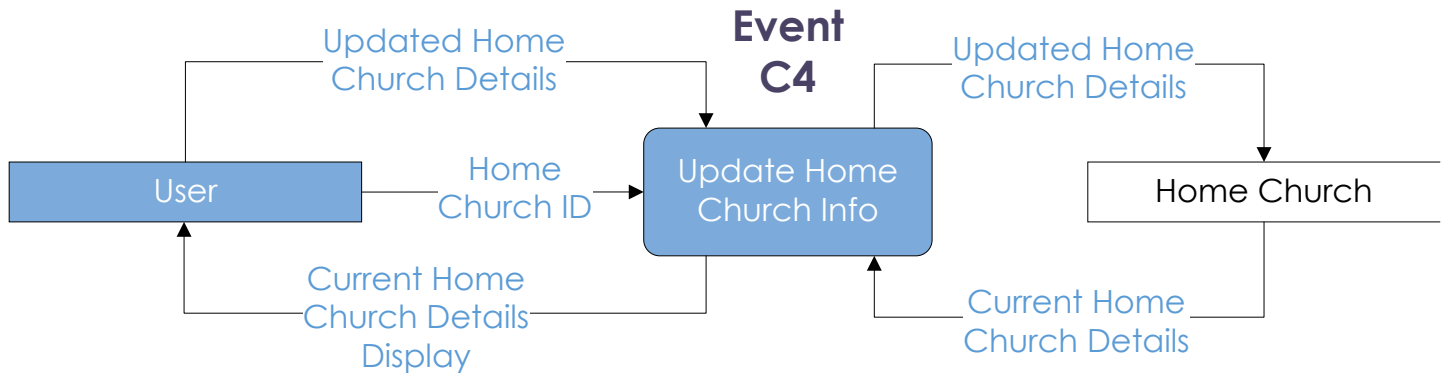 Event
C4
Updated Home
Church Details
Updated Home
Church Details
User
Home
Church ID
Update Home
Church Info
Home Church
Current Home
Church Details
Display
Current Home
Church Details